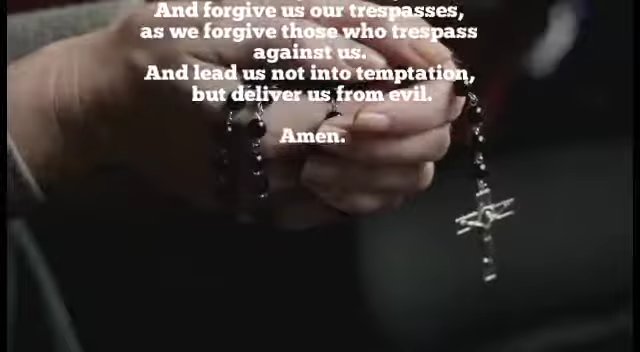 And forgive us our trespasses,
as we forgive those who trespass
against us.
And lead us not into temptation,
but deliver us from evil.
Amen.